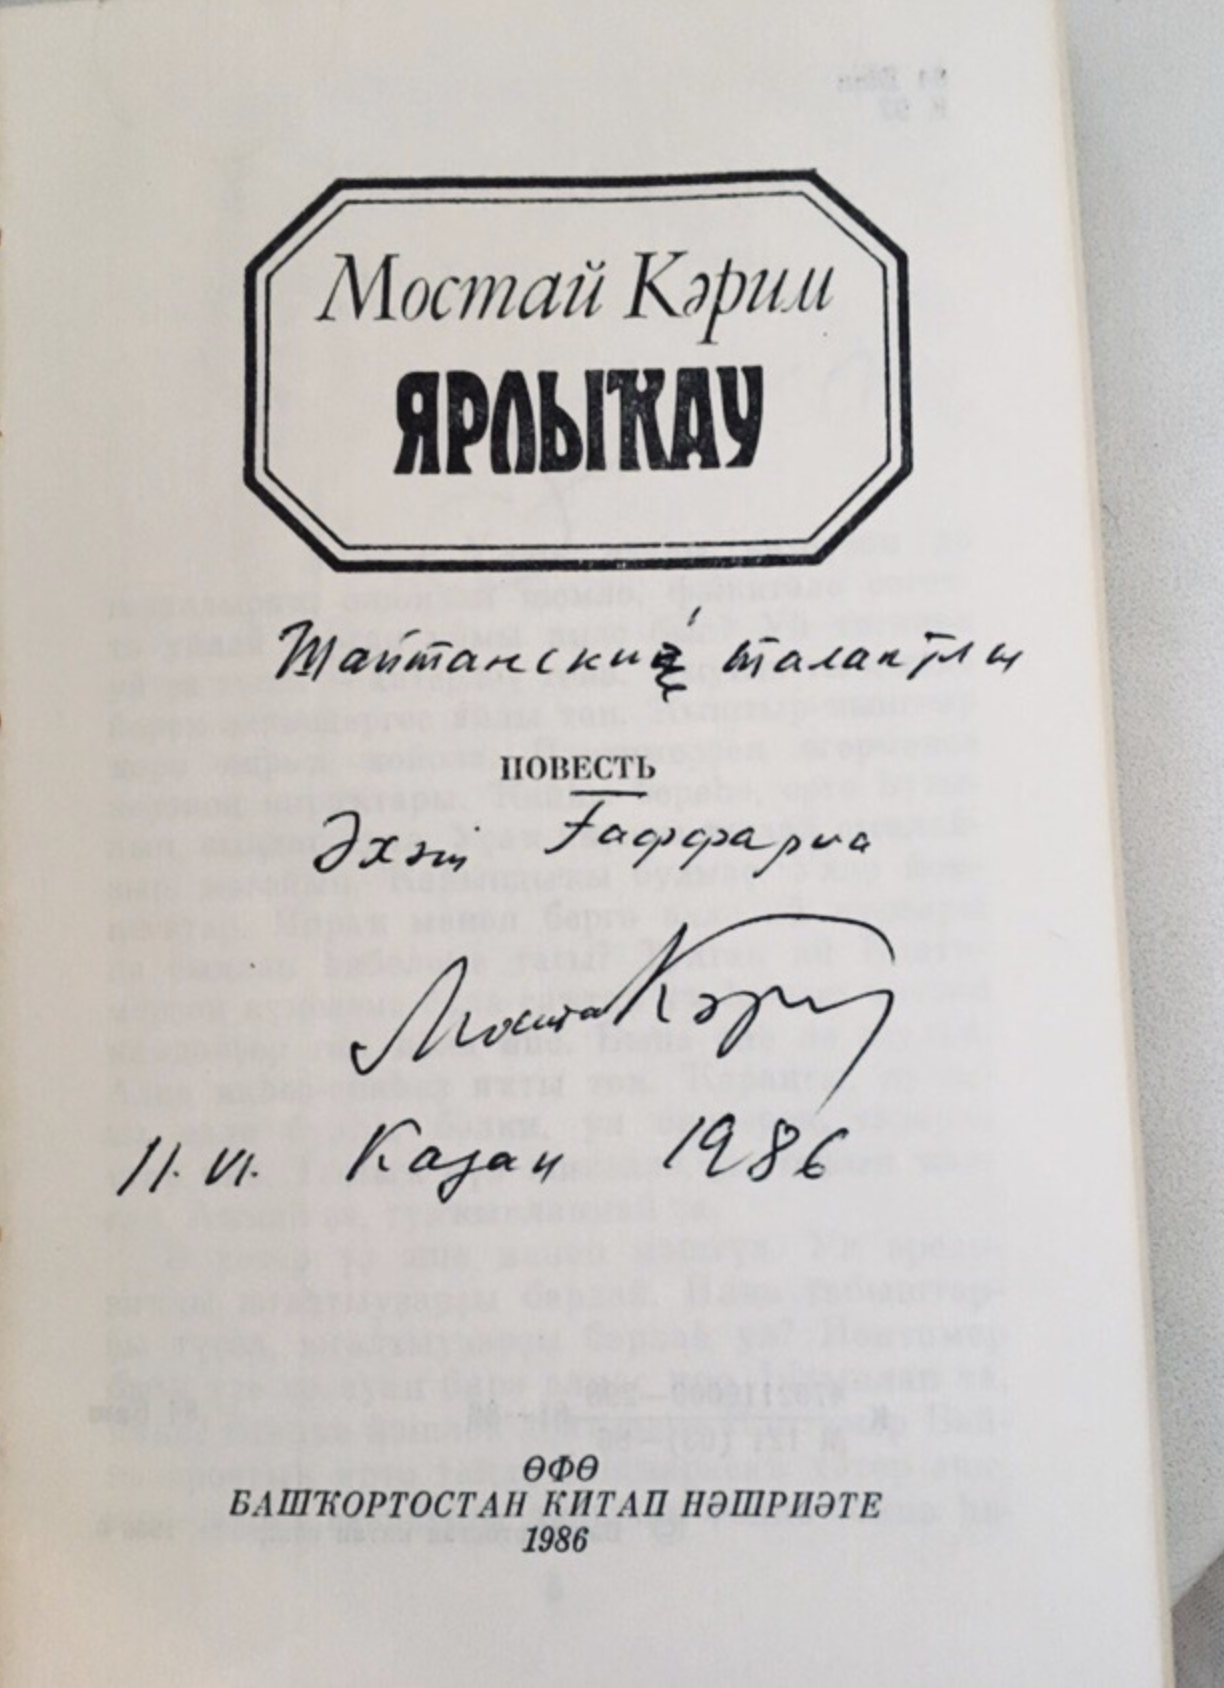 Мостай Кәрим
ЯРЛЫҠАУ
Шайтанский талантлы
ПОВЕСТЬ
Әхәт Ғаффарға
Мостай Кәрим
11.VI. Казан 1986
ӨФӨ
БАШҠОРТОСТАН КИТАП НӘШРИӘТЕ
1986